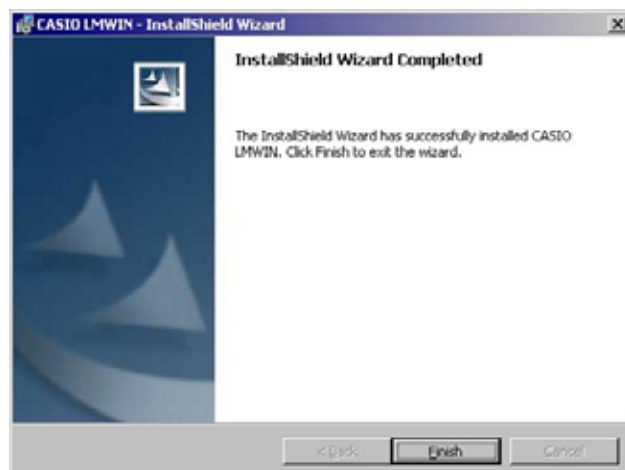 CASIO LMWIN - InstallShield Wizard
InstallShield Wizard Completed
The InstallShield Wizard has successfully installed CASIO
LMWIN. Click Finish to exit the wizard.
< Back Finish Cancel